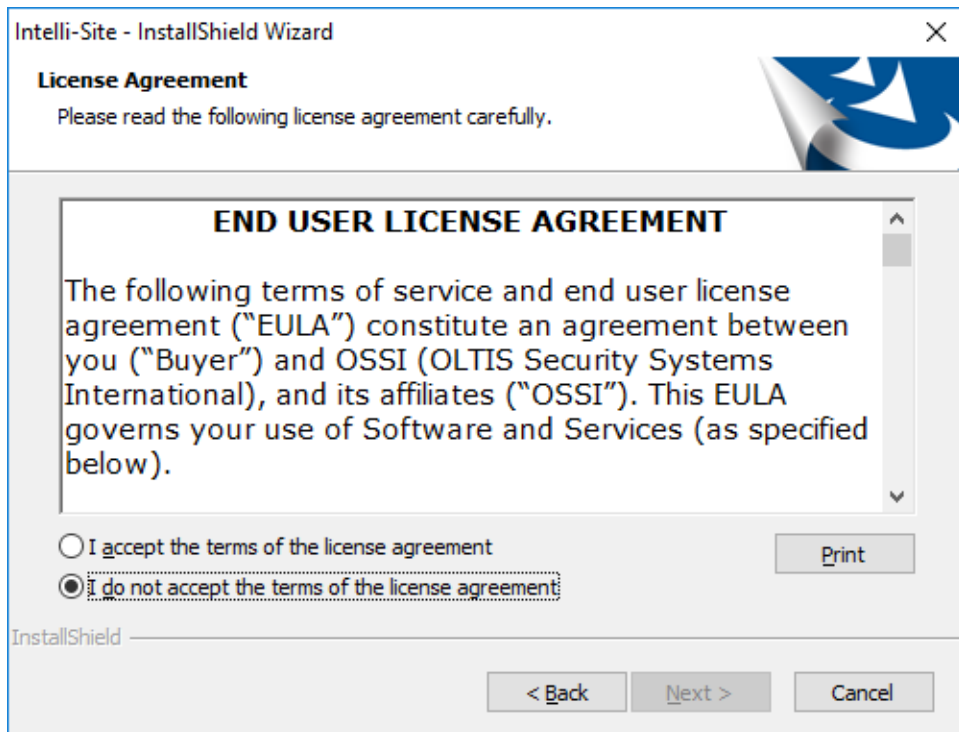 Intelli-Site - InstallShield Wizard
License Agreement
Please read the following license agreement carefully.
END USER LICENSE AGREEMENT
The following terms of service and end user license
agreement (“EULA”) constitute an agreement between
you (“Buyer”) and OSSI (OLTIS Security Systems
International), and its affiliates (“OSSI”). This EULA
governs your use of Software and Services (as specified
below).
I accept the terms of the license agreement
Print
I do not accept the terms of the license agreement
InstallShield
< Back Next > Cancel